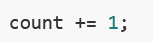 count += 1;